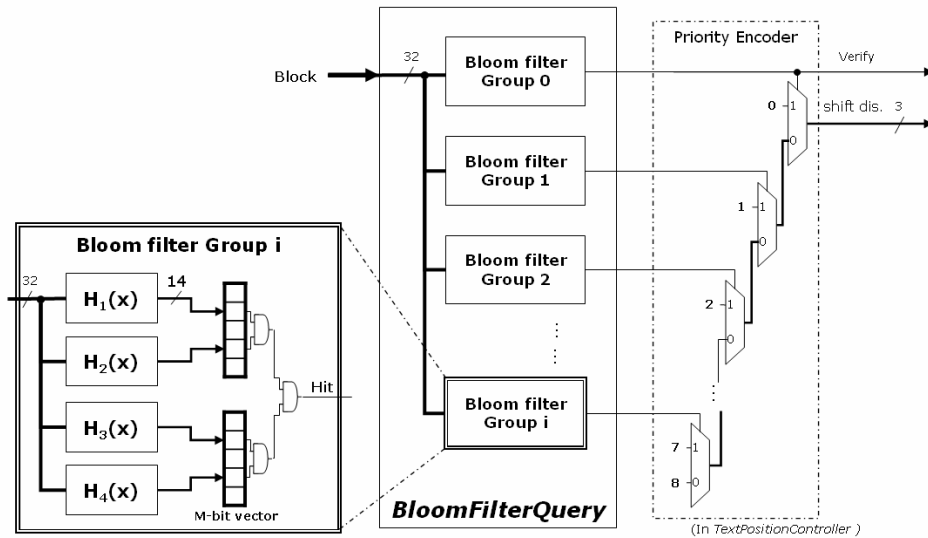 Priority Encoder
32
Bloom filter
Group 0
Verify
Block
0
1
shift dis.
3
0
Bloom filter
Group 1
1
1
0
Bloom filter Group i
Bloom filter
Group 2
32
14
H1(x)
2
1
0
H2(x)
Hit
Bloom filter
Group i
H3(x)
7
1
H4(x)
8
0
M-bit vector
BloomFilterQuery
(In TextPositionController )